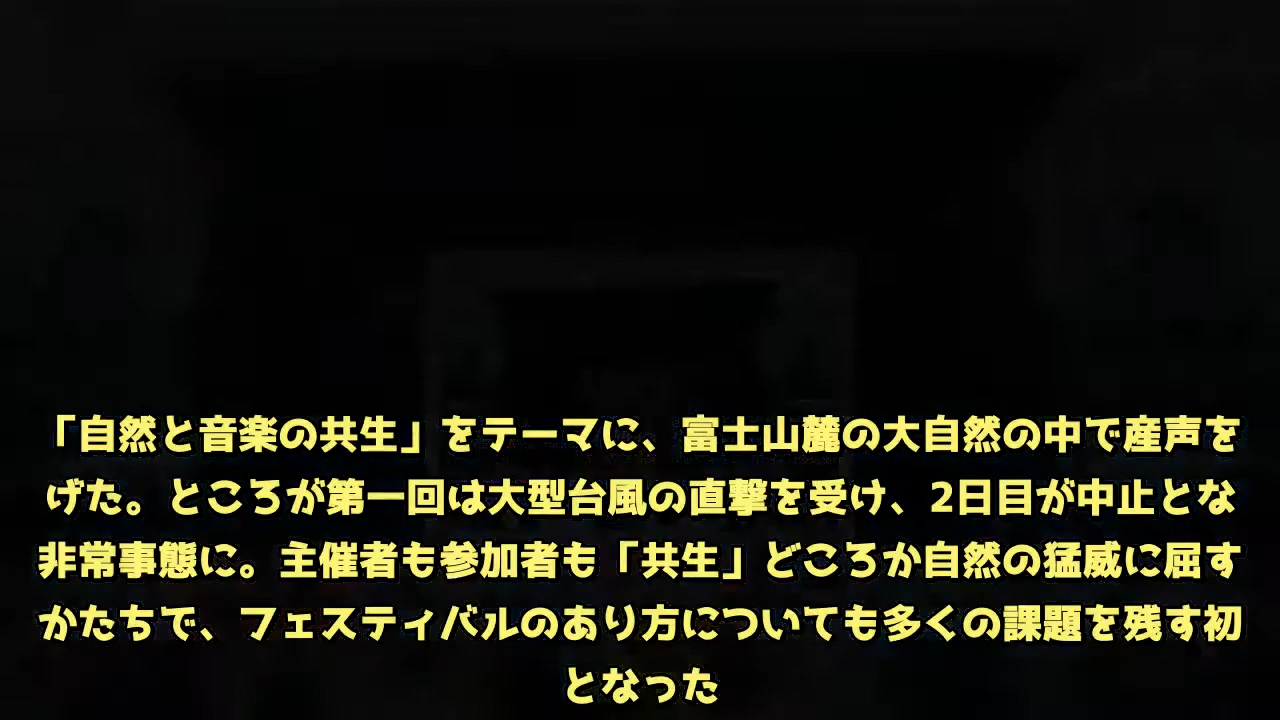 「自然と音楽の共生」をテーマに、富士山麓の大自然の中で産声を
げた。ところが第一回は大型台風の直撃を受け、2日目が中止とな
非常事態に。主催者も参加者も「共生」どころか自然の猛威に屈す
かたちで、フェスティバルのあり方についても多くの課題を残す初
となった